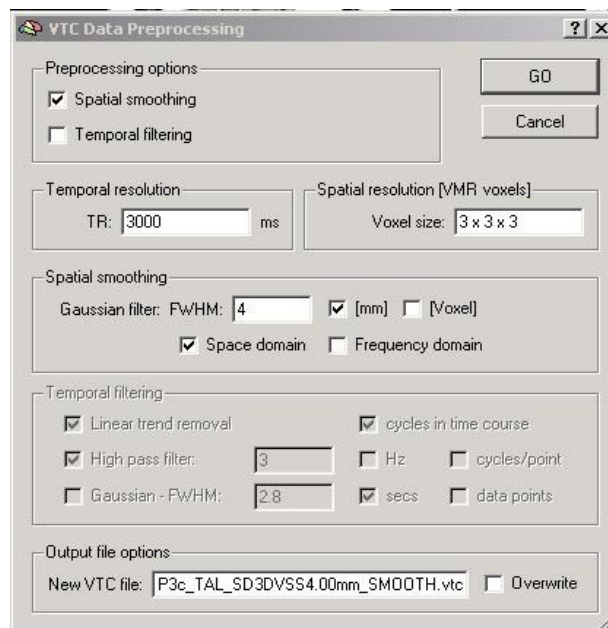 VTC Data Preprocessing
Preprocessing options
Spatial smoothing
Temporal filtering
GO
Cancel
Temporal resolution
TR: 3000 ms
Spatial resolution [VMR voxels]
Voxel size: 3 x 3 x 3
Spatial smoothing
Gaussian filter: FWHM: 4 [mm] [Voxel]
Space domain Frequency domain
Temporal filtering
Linear trend removal cycles in time course
High pass filter: 3 Hz cycles/point
Gaussian - FWHM: 2.8 secs data points
Output file options
New VTC file: P3c_TAL_SD3DVSS4.00mm_SMOOTH.vtc Overwrite